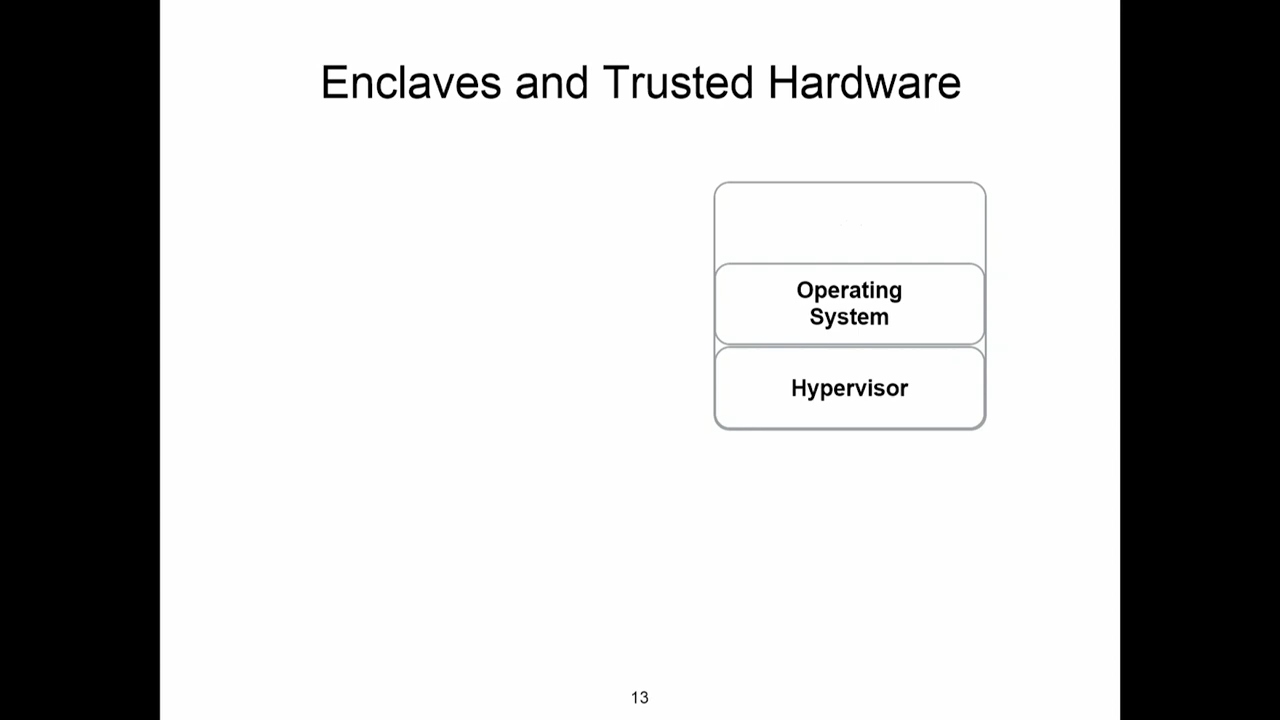 Enclaves and Trusted Hardware
Operating
System
Hypervisor
13